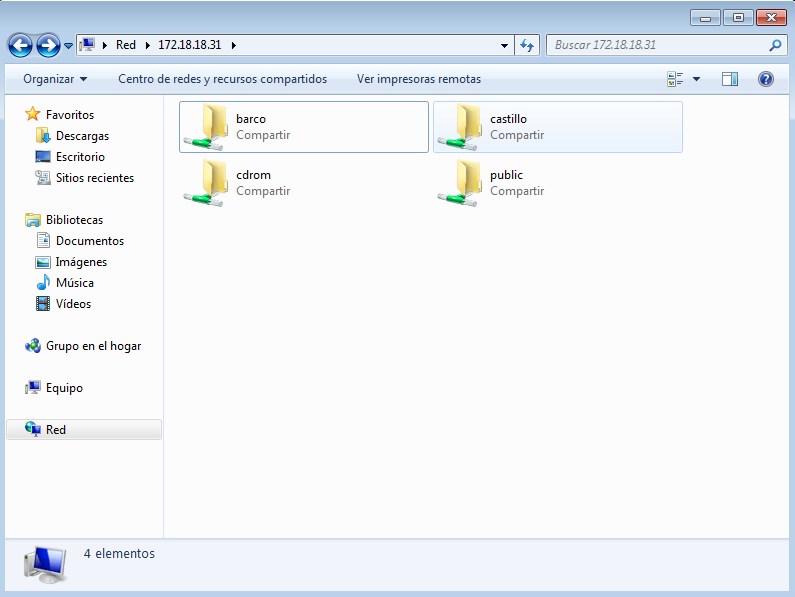 Red 172.18.18.31
Buscar 172.18.18.31
Organizar Centro de redes y recursos compartidos Ver impresoras remotas
Favoritos
Descargas
Escritorio
Sitios recientes
Bibliotecas
Documentos
Imágenes
Música
Vídeos
Grupo en el hogar
Equipo
Red
barco
Compartir
castillo
Compartir
cdrom
Compartir
public
Compartir
4 elementos